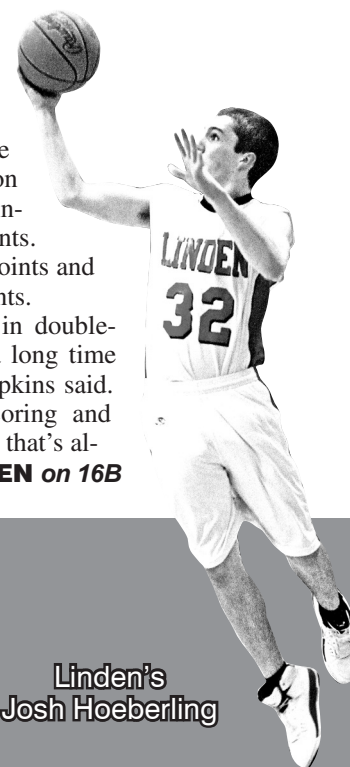 e
on
in-
nts.
oints and
nts.
in double-
long time
pkins said.
oring and
that's al-
EN on 16B
LINDEN
32
Linden's
Josh Hoeberling